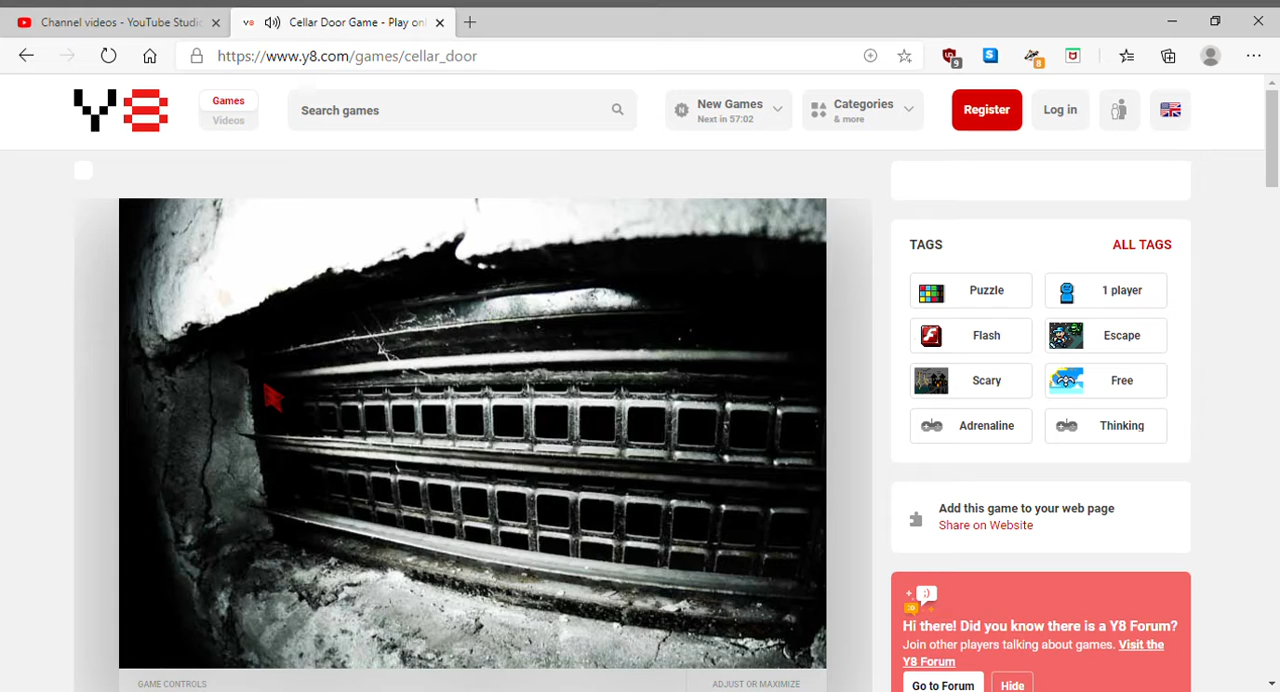 Channel videos - YouTube Studio
Cellar Door Game - Play onl
https://www.y8.com/games/cellar_door
9
8
Y8
Games
Videos
Search games
N
New Games
Next in 57:02
Categories
& more
Register
Log in
TAGS
ALL TAGS
Puzzle
1 player
Flash
Escape
Scary
Free
Adrenaline
Thinking
Add this game to your web page
Share on Website
Hi there! Did you know there is a Y8 Forum?
Join other players talking about games. Visit the
Y8 Forum
Go to Forum
Hide
GAME CONTROLS
ADJUST OR MAXIMIZE